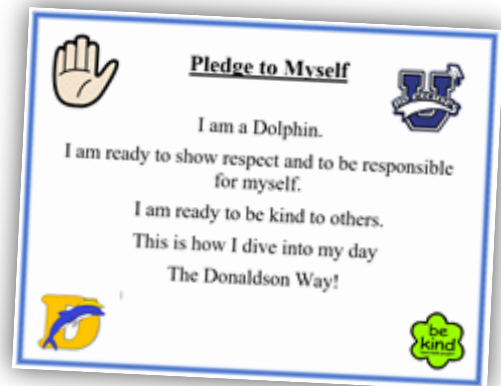 Pledge to Myself
I am a Dolphin.
I am ready to show respect and to be responsible
for myself.
I am ready to be kind to others.
This is how I dive into my day
The Donaldson Way!
U
D
be
kind